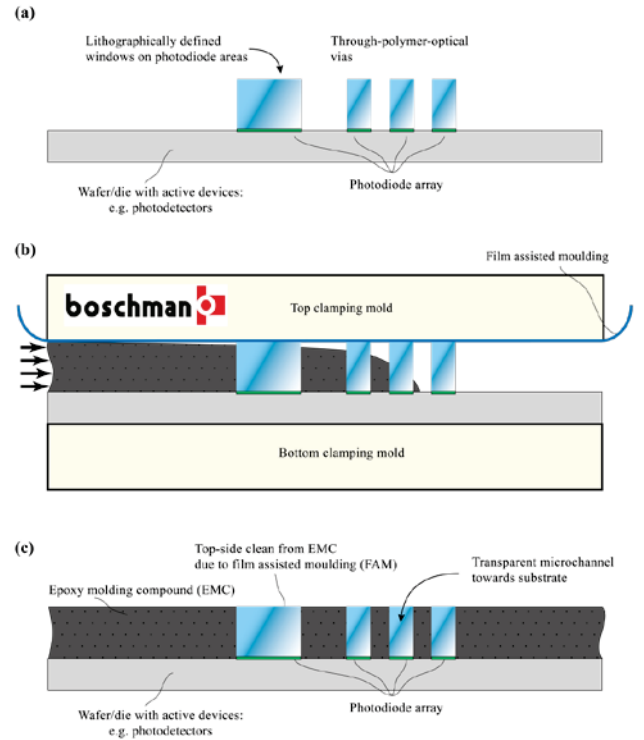 (a)
Lithographically defined
windows on photodiode areas
Through-polymer-optical
vias
Wafer/die with active devices:
e.g. photodetectors
Photodiode array
(b)
Film assisted moulding
boschman
Top clamping mold
Bottom clamping mold
(c)
Top-side clean from EMC
due to film assisted moulding (FAM)
Epoxy molding compound (EMC)
Transparent microchannel
towards substrate
Wafer/die with active devices:
e.g. photodetectors
Photodiode array